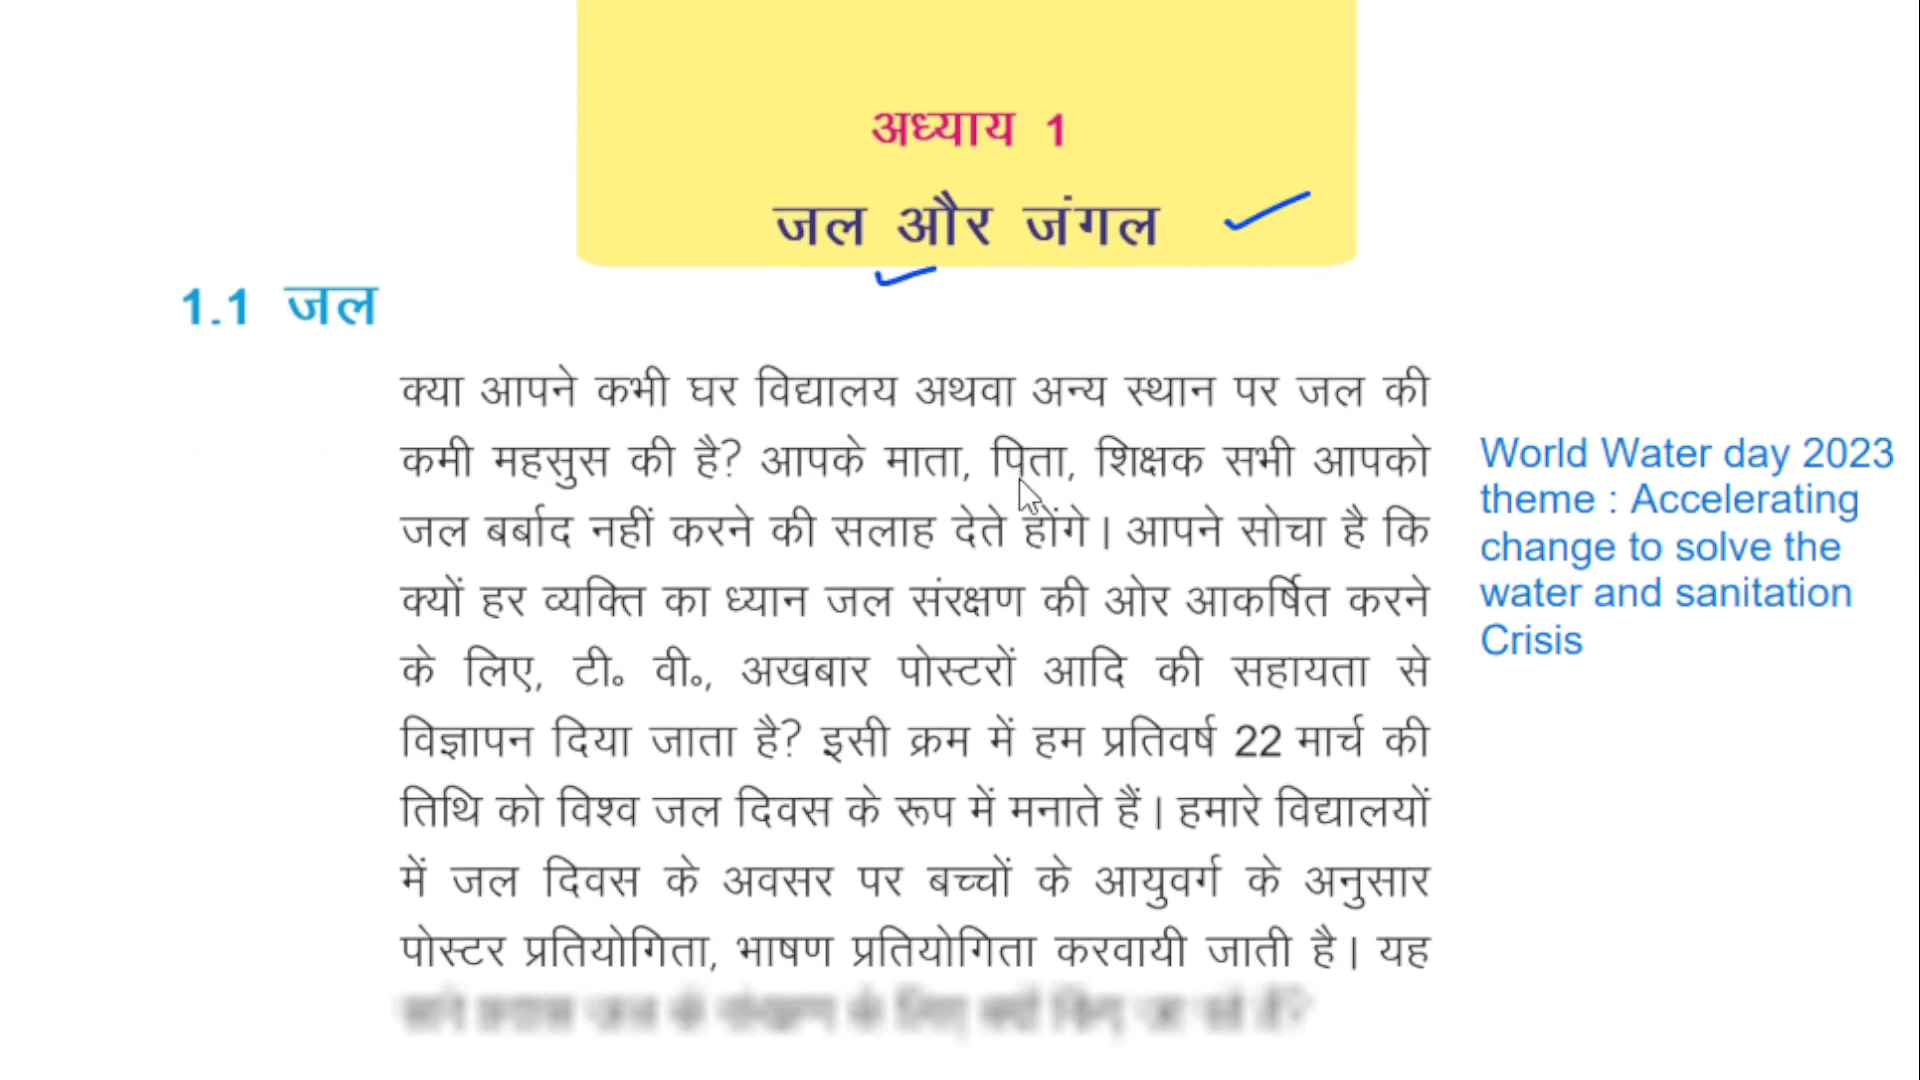 अध्याय 1
जल और जंगल
1.1 जल
क्या आपने कभी घर विद्यालय अथवा अन्य स्थान पर जल की
कमी महसुस की है? आपके माता, पिता, शिक्षक सभी आपको
जल बर्बाद नहीं करने की सलाह देते होंगे | आपने सोचा है कि
क्यों हर व्यक्ति का ध्यान जल संरक्षण की ओर आकर्षित करने
के लिए, टी० वी०, अखबार पोस्टरों आदि की सहायता से
विज्ञापन दिया जाता है? इसी क्रम में हम प्रतिवर्ष 22 मार्च की
तिथि को विश्व जल दिवस के रूप में मनाते हैं | हमारे विद्यालयों
में जल दिवस के अवसर पर बच्चों के आयुवर्ग के अनुसार
पोस्टर प्रतियोगिता, भाषण प्रतियोगिता करवायी जाती है | यह
World Water day 2023
theme : Accelerating
change to solve the
water and sanitation
Crisis